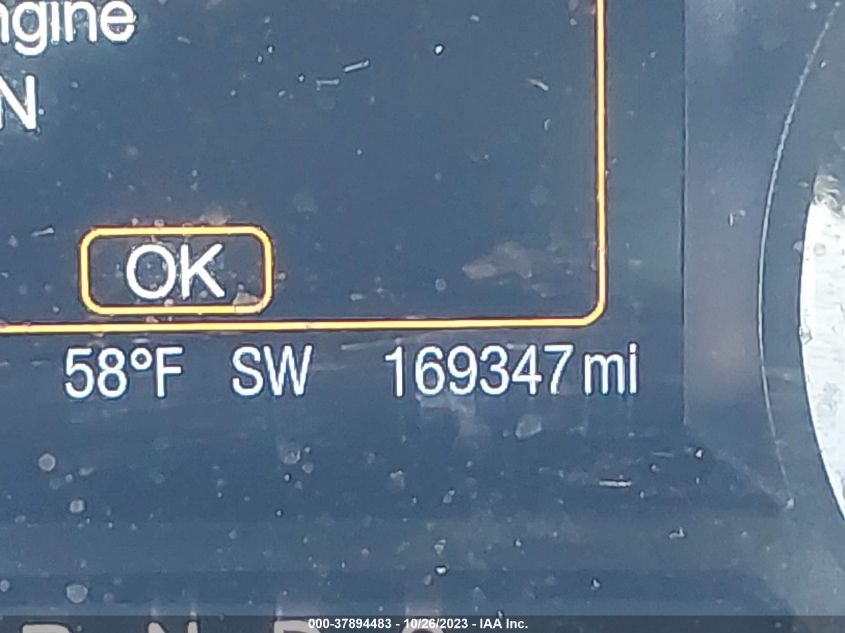 ngine
N
OK
58°F SW 169347 mi
R N D S
000-37894483 - 10/26/2023 - IAA Inc.